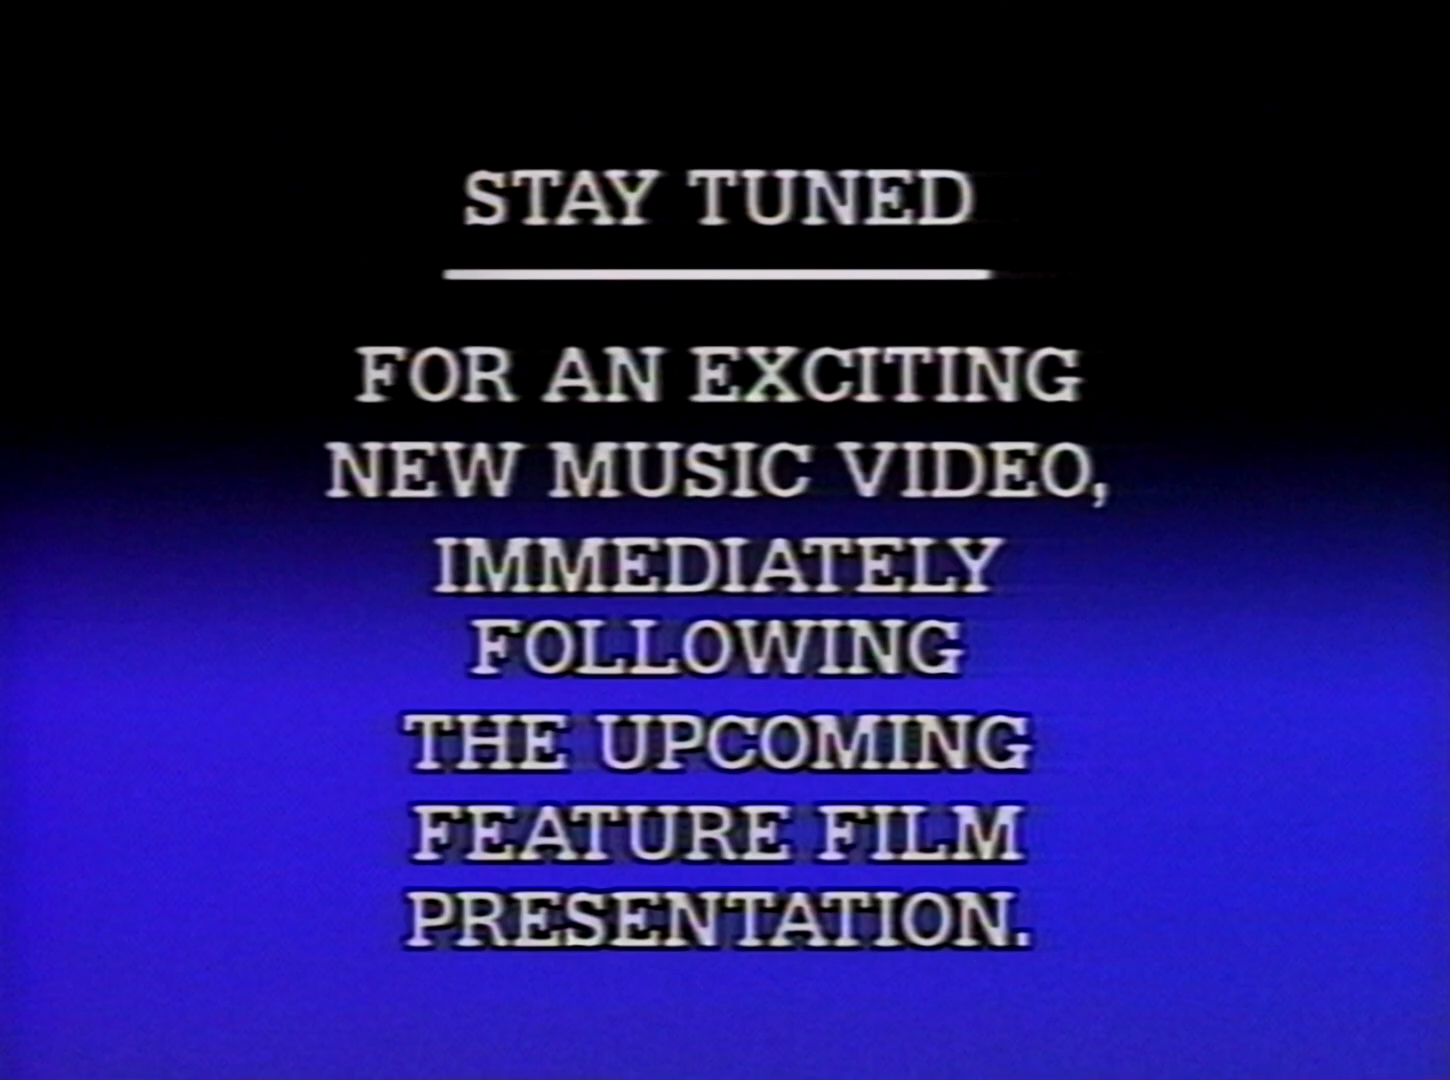 STAY TUNED
FOR AN EXCITING
NEW MUSIC VIDEO,
IMMEDIATELY
FOLLOWING
THE UPCOMING
FEATURE FILM
PRESENTATION.